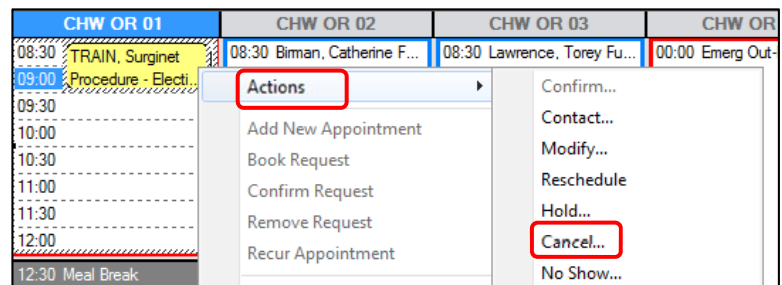 CHW OR 01 CHW OR 02 CHW OR 03 CHW OR
08:30 TRAIN, Surginet 08:30 Birman, Catherine F... 08:30 Lawrence, Torey Fu... 00:00 Emerg Out-
09:00 Procedure - Electi..
Actions
Confirm...
09:30
Contact...
10:00 Add New Appointment
Modify...
10:30 Book Request
Reschedule
11:00 Confirm Request
Hold...
11:30 Remove Request
Cancel...
12:00 Recur Appointment
12:30 Meal Break
No Show...